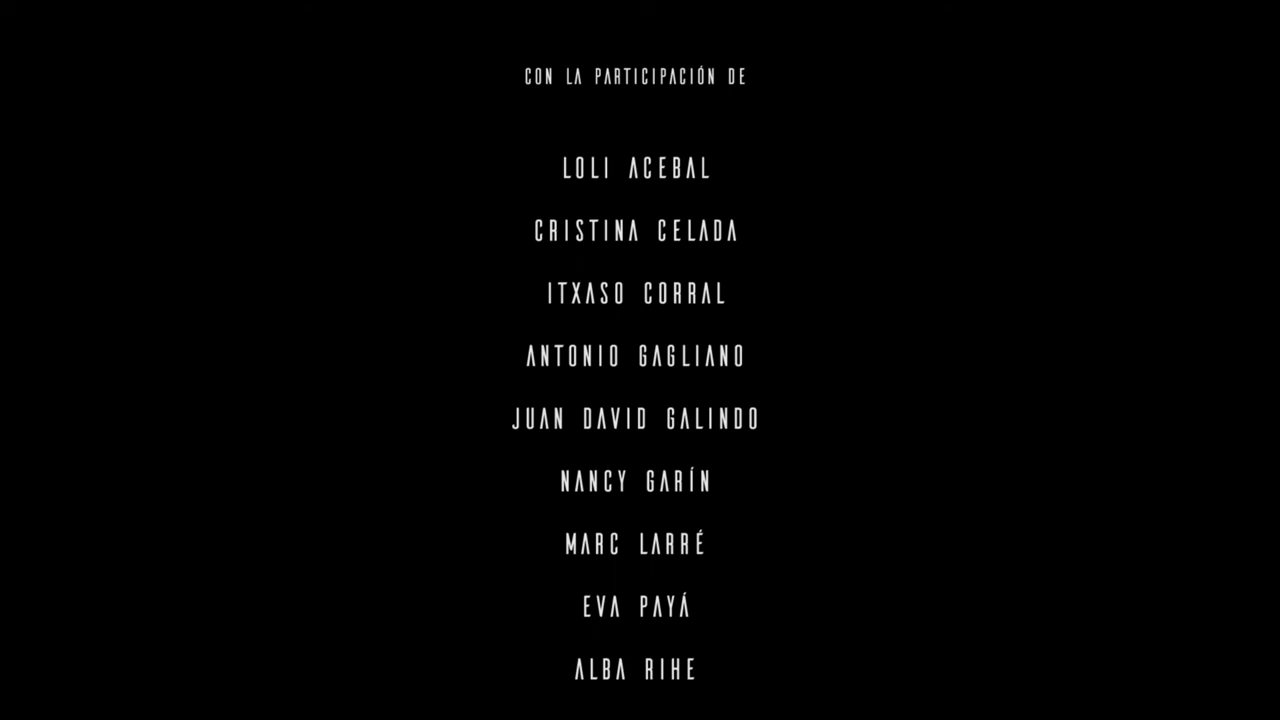 CON LA PARTICIPACIÓN DE
LOLI ACEBAL
CRISTINA CELADA
ITXASO CORRAL
ANTONIO GAGLIANO
JUAN DAVID GALINDO
NANCY GARÍN
MARC LARRÉ
EVA PAYÁ
ALBA RIHE